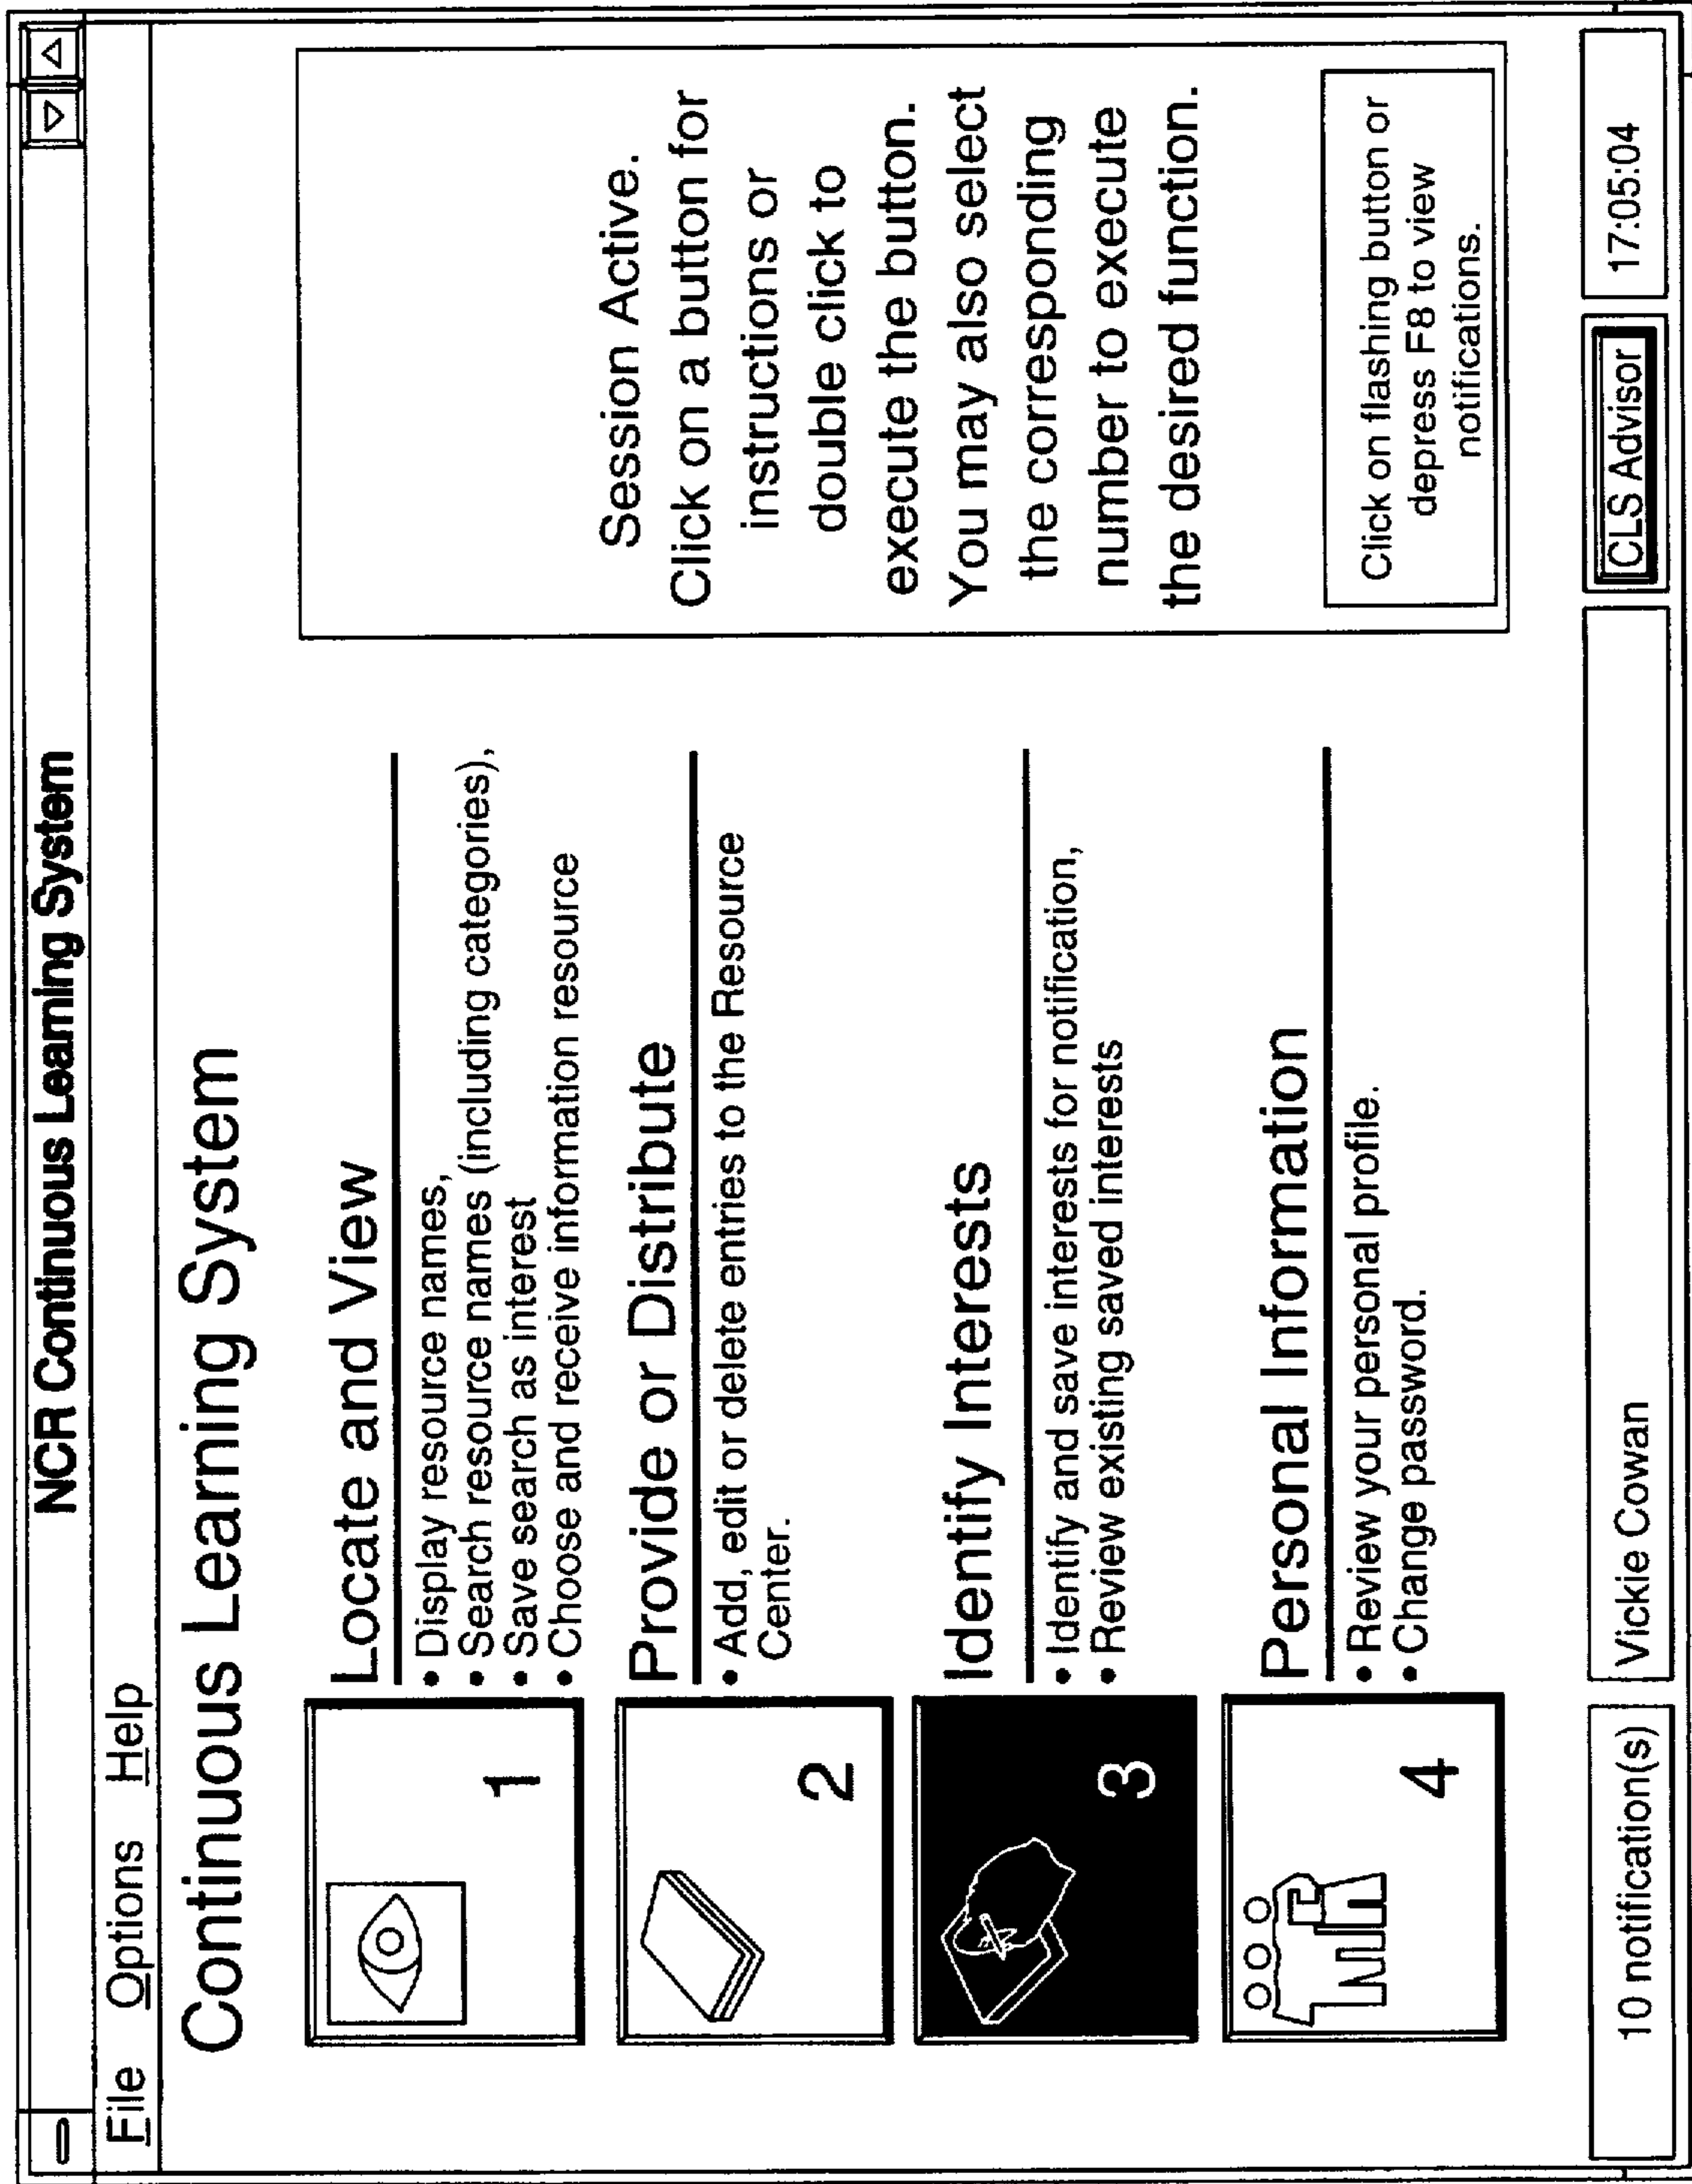 NCR Continuous Learning System
File Options Help
Continuous Learning System
1
Locate and View
• Display resource names,
• Search resource names (including categories),
• Save search as interest
• Choose and receive information resource
2
Provide or Distribute
• Add, edit or delete entries to the Resource
Center.
3
Identify Interests
• Identify and save interests for notification,
• Review existing saved interests
4
Personal Information
• Review your personal profile.
• Change password.
Session Active.
Click on a button for
instructions or
double click to
execute the button.
You may also select
the corresponding
number to execute
the desired function.
Click on flashing button or
depress F8 to view
notifications.
10 notification(s)
Vickie Cowan
CLS Advisor
17:05:04